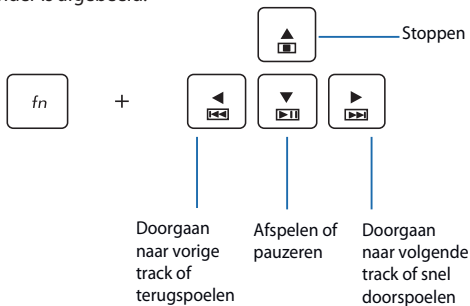 Stoppen
fn +
Doorgaan
naar vorige
track of
terugspoelen
Afspelen of
pauzeren
Doorgaan
naar volgende
track of snel
doorspoelen